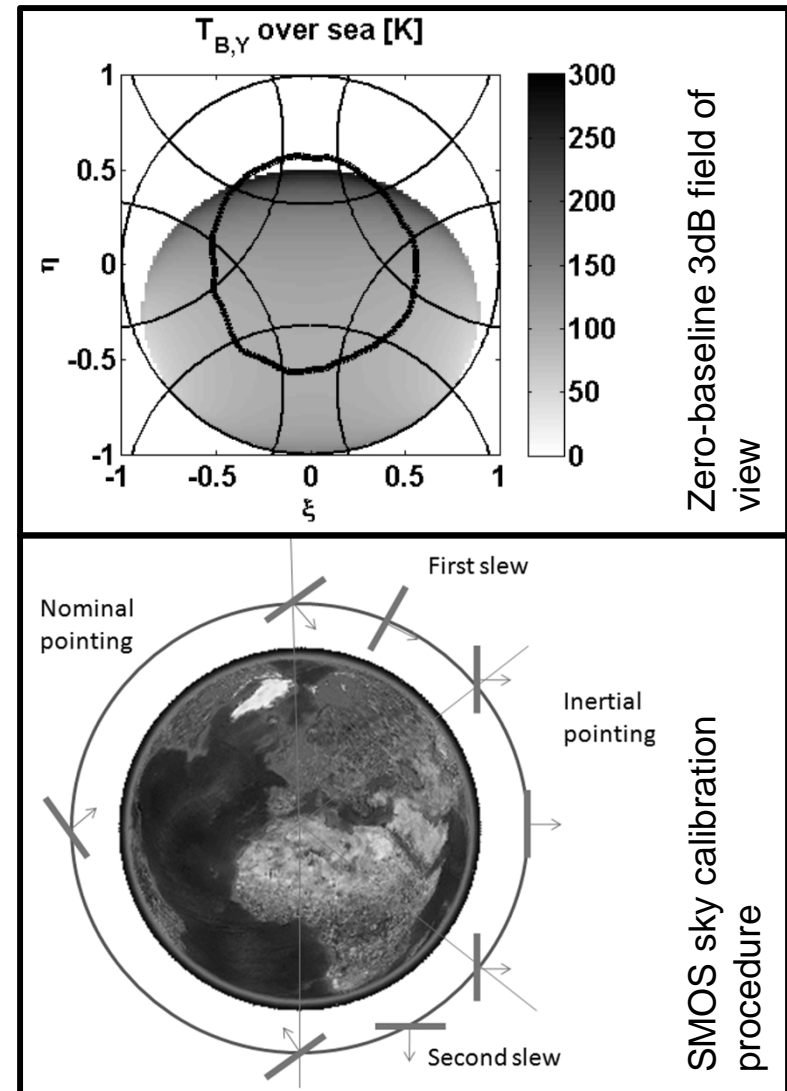 T_B,Y over sea [K]
1
0.5
0
-0.5
-1
η
-1 -0.5 0 0.5 1
ξ
300
250
200
150
100
50
0
Zero-baseline 3dB field of
view
First slew
Nominal
pointing
Inertial
pointing
Second slew
SMOS sky calibration
procedure